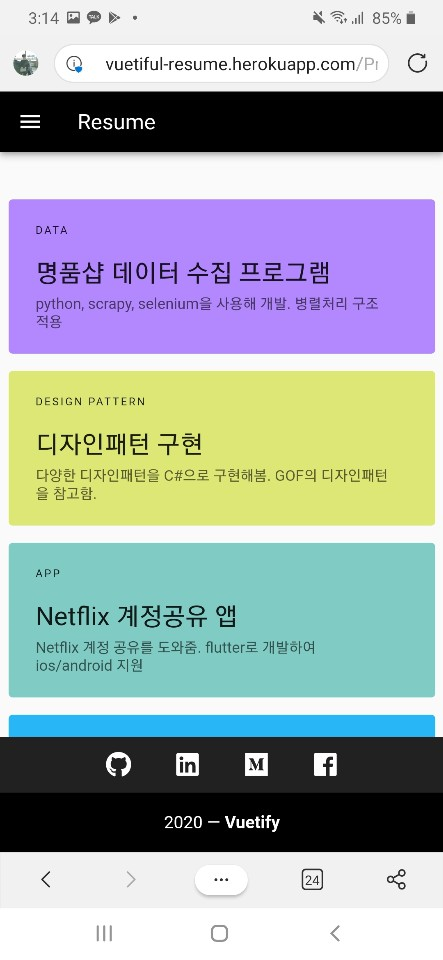 3:14
85%
vuetiful-resume.herokuapp.com/Pr
Resume
DATA
명품샵 데이터 수집 프로그램
python, scrapy, selenium을 사용해 개발. 병렬처리 구조
적용
DESIGN PATTERN
디자인패턴 구현
다양한 디자인패턴을 C#으로 구현해봄. GOF의 디자인패턴
을 참고함.
APP
Netflix 계정공유 앱
Netflix 계정 공유를 도와줌. flutter로 개발하여
ios/android 지원
2020 — Vuetify
24